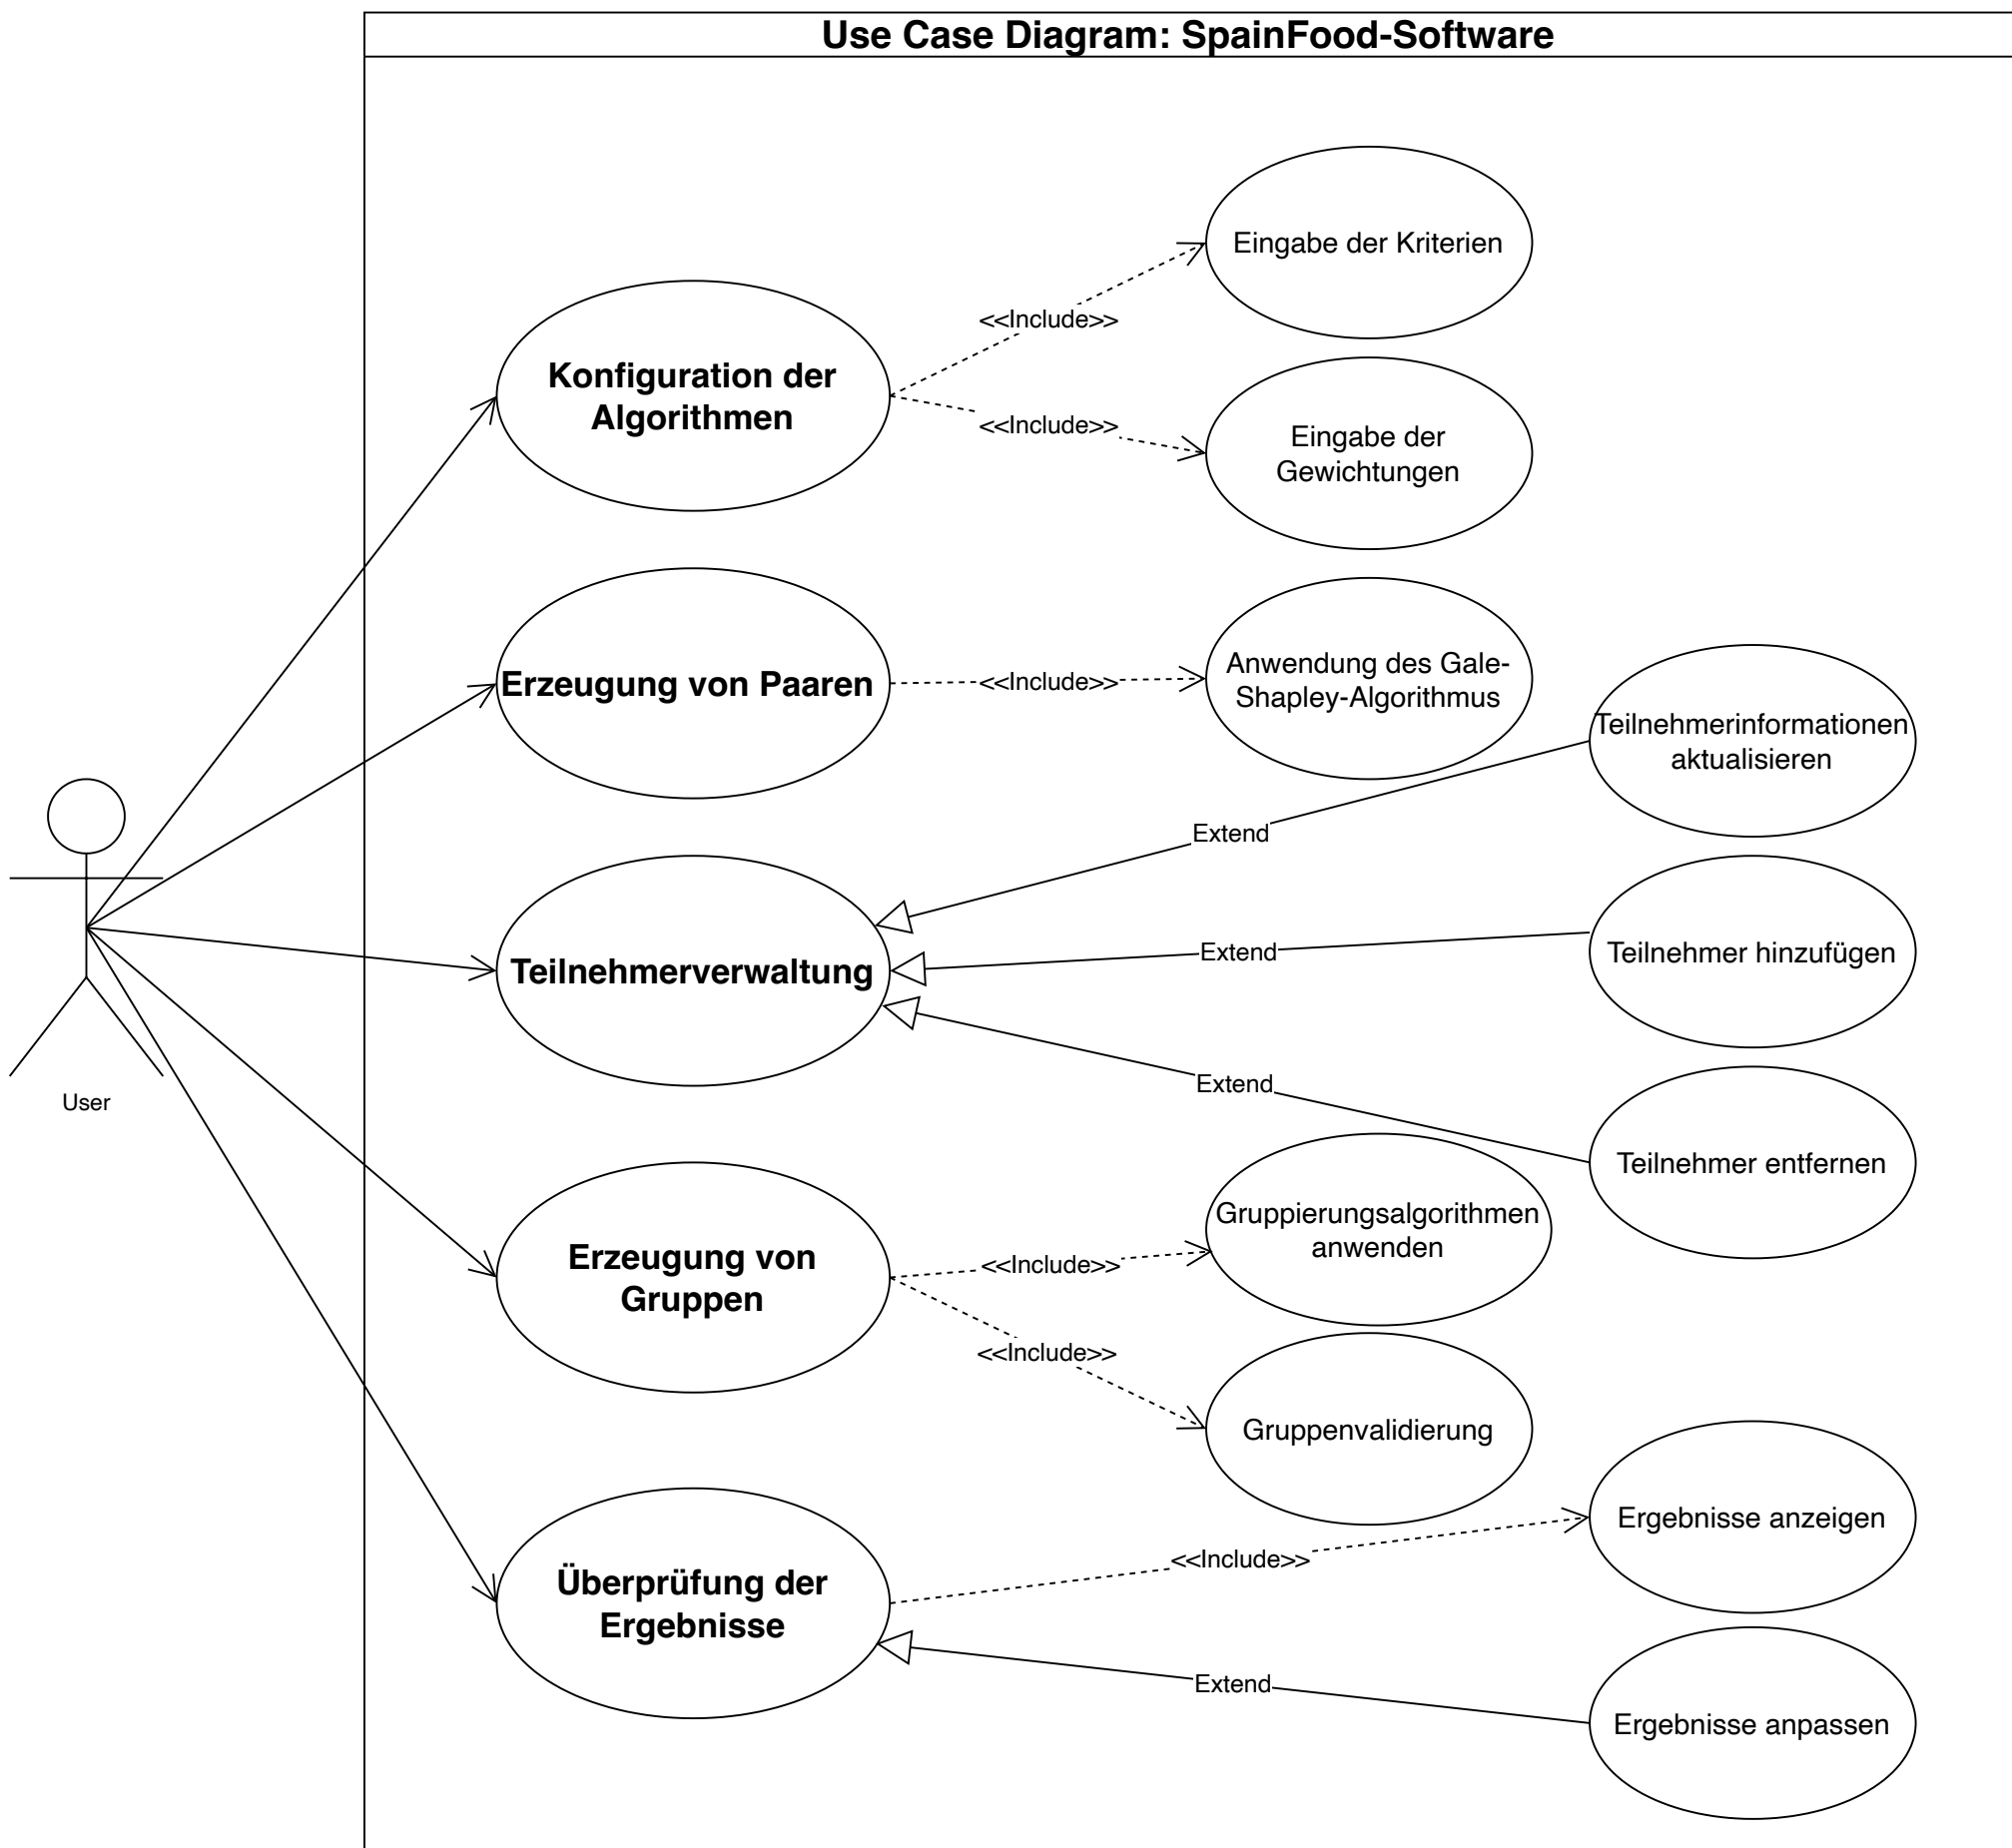 Use Case Diagram: SpainFood-Software
Eingabe der Kriterien
<<Include>>
Konfiguration der
Algorithmen
<<Include>>
Eingabe der
Gewichtungen
Erzeugung von Paaren
<<Include>>
Anwendung des Gale-
Shapley-Algorithmus
Teilnehmerinformationen
aktualisieren
Extend
Teilnehmerverwaltung
Extend
Teilnehmer hinzufügen
Extend
Teilnehmer entfernen
User
Erzeugung von
Gruppen
<<Include>>
Gruppierungsalgorithmen
anwenden
<<Include>>
Gruppenvalidierung
Überprüfung der
Ergebnisse
<<Include>>
Ergebnisse anzeigen
Extend
Ergebnisse anpassen